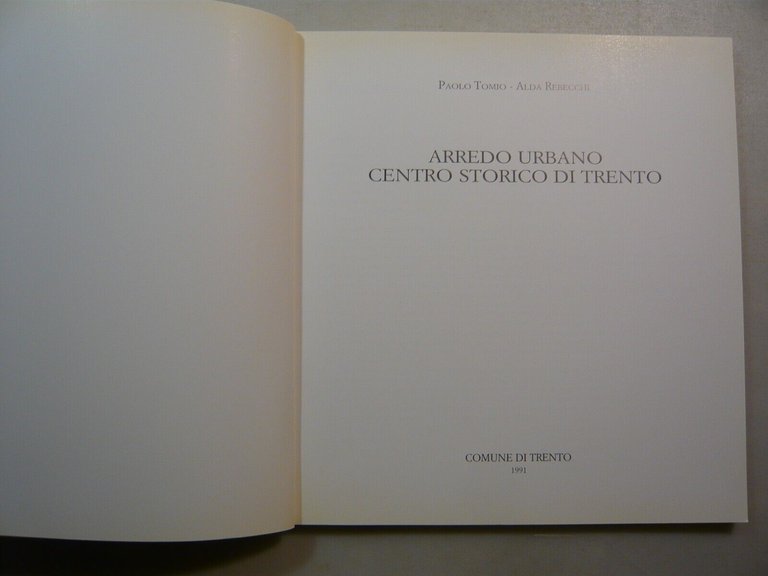 PAOLO TOMIO - ALDA REBECCHI
ARREDO URBANO
CENTRO STORICO DI TRENTO
COMUNE DI TRENTO
1991